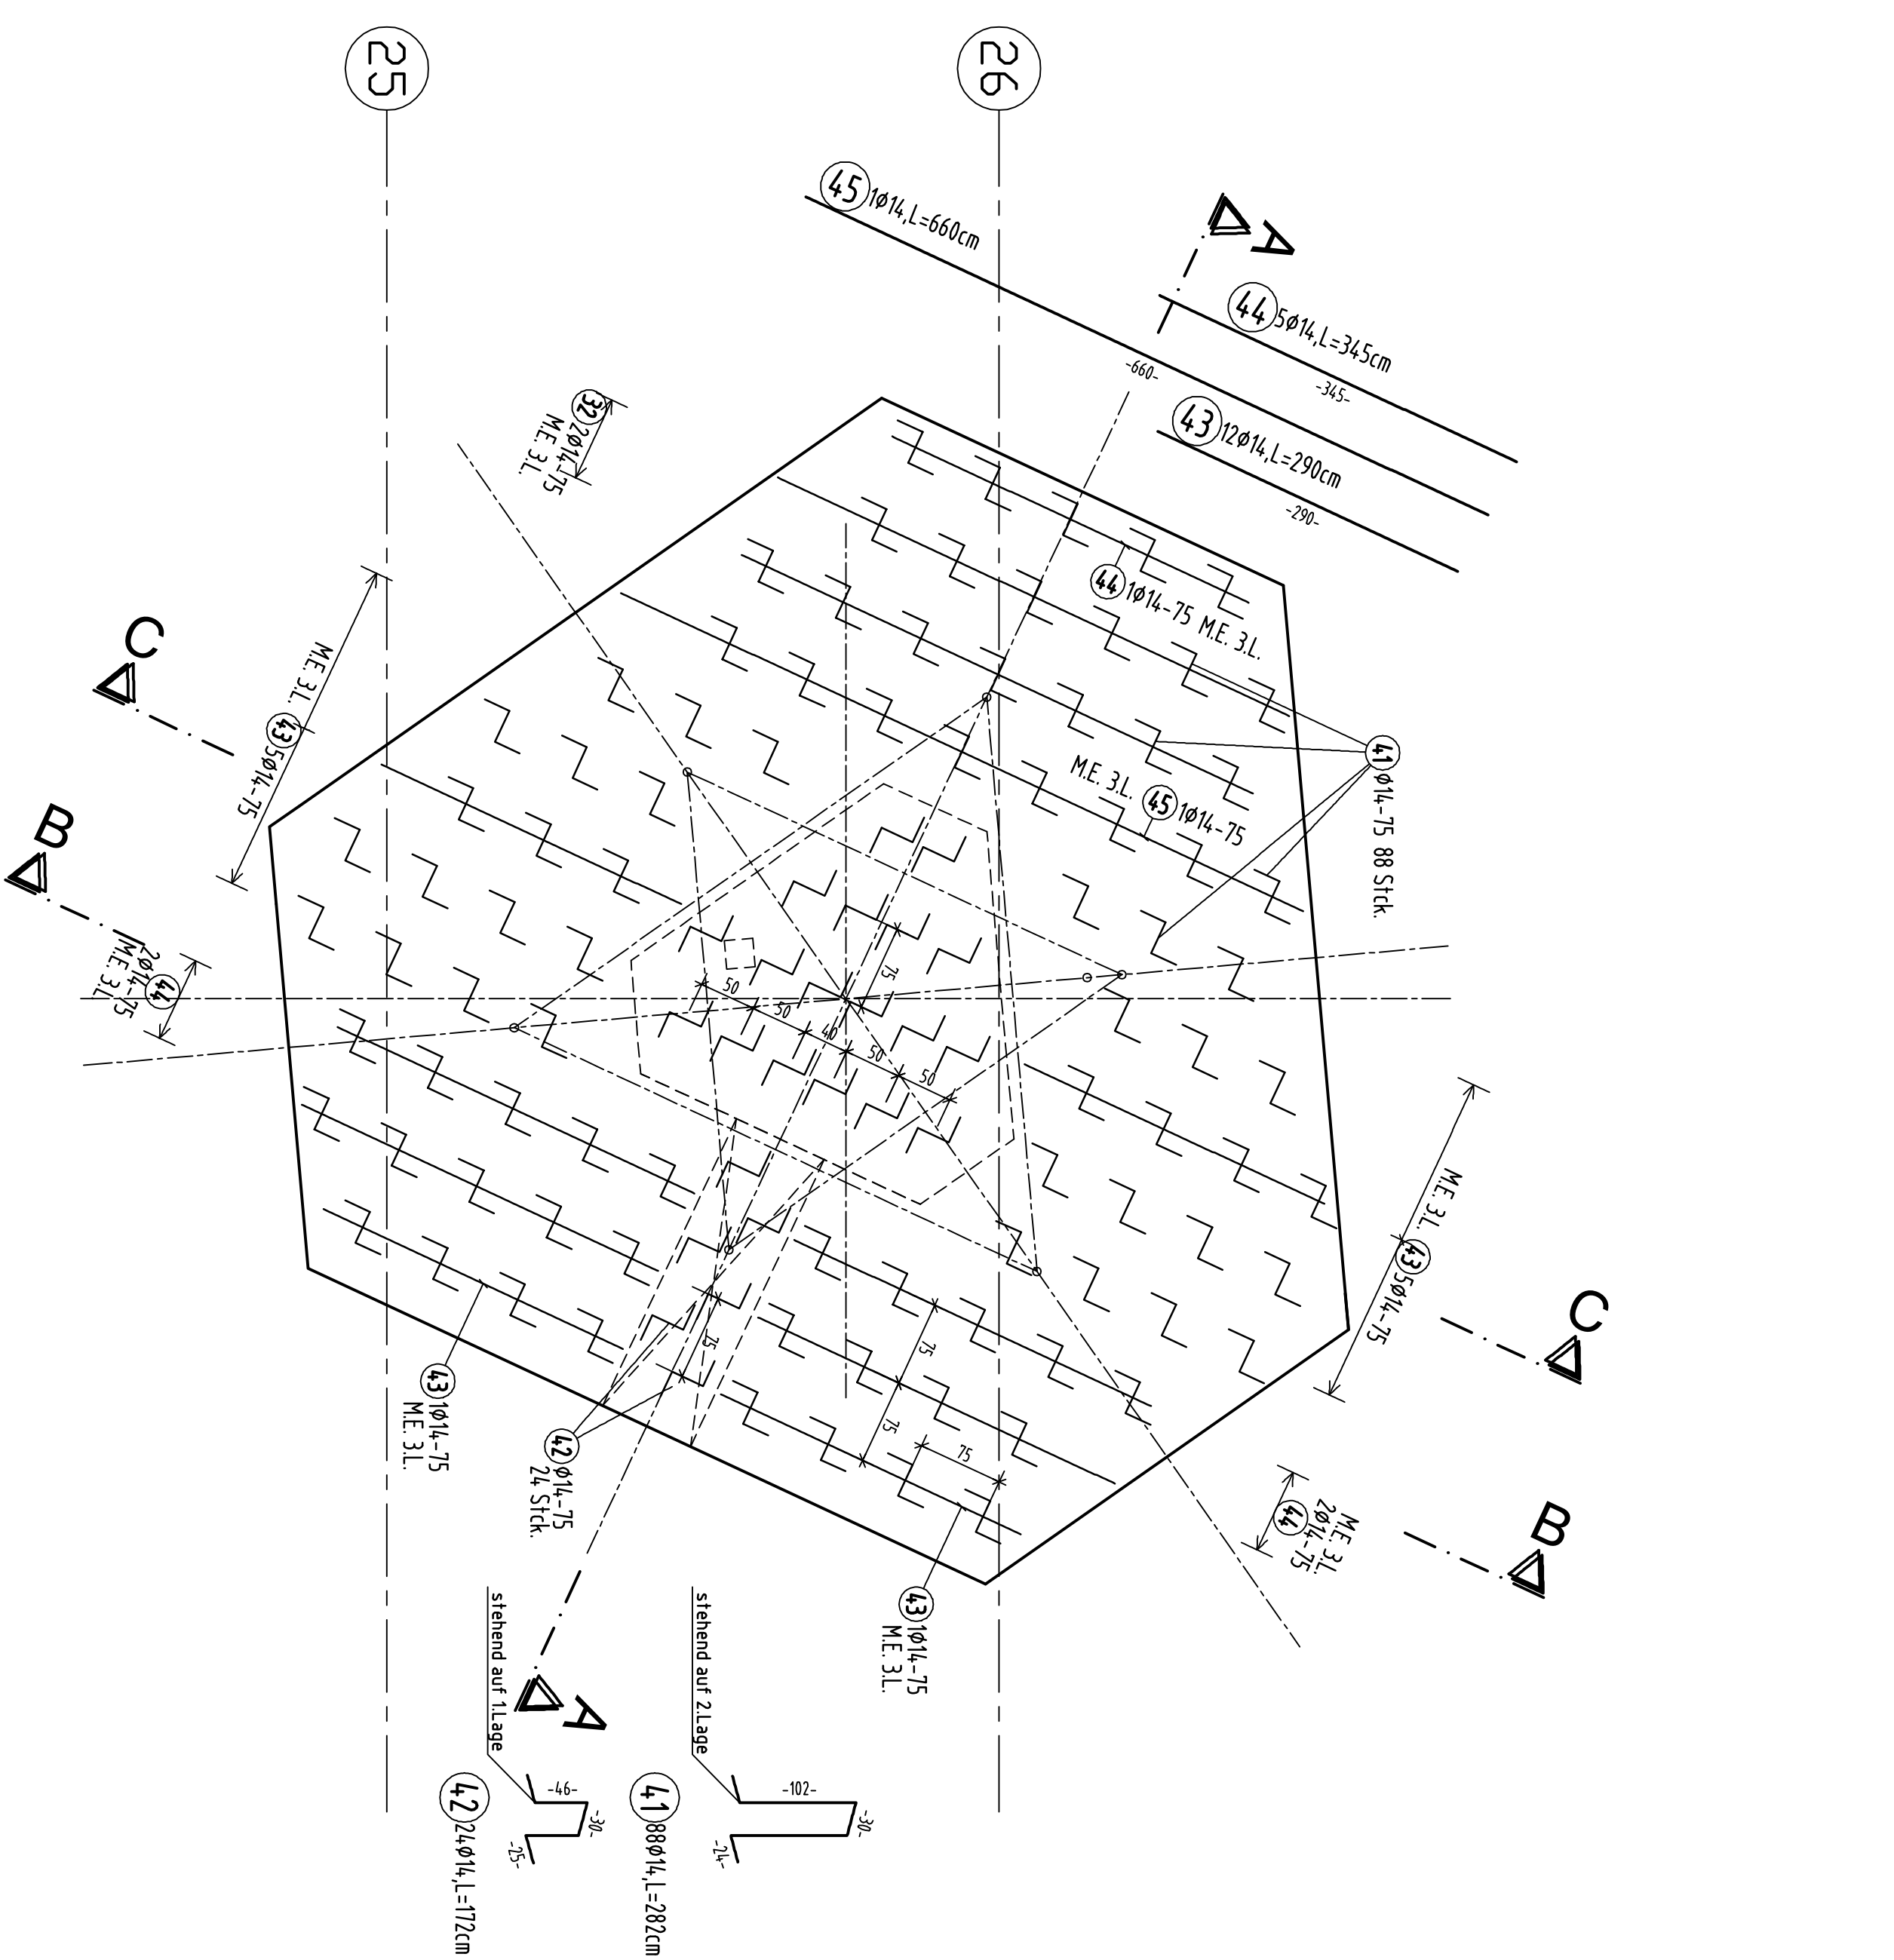 25
26
45 1ø14,L=660cm
-660-
A
44 5ø14,L=345cm
-345-
43 12ø14,L=290cm
-290-
32 2ø14-75
M.E. 3.L.
44 1ø14-75 M.E. 3.L.
C
M.E. 3.L. 43 5ø14-75
41 ø14-75 88 Stck.
M.E. 3.L. 45 1ø14-75
B
2ø14-75
M.E. 3.L.
44
75
50
50
40
50
50
M.E. 3.L. 43 5ø14-75
C
75
75
75
75
43 1ø14-75
M.E. 3.L.
42 ø14-75
24 Stck.
M.E. 3.L.
2ø14-75
44
B
43 1ø14-75
M.E. 3.L.
A
stehend auf 1.Lage
-46-
-30-
-25-
42 24ø14,L=172cm
stehend auf 2.Lage
-102-
-30-
-24-
41 88ø14,L=282cm